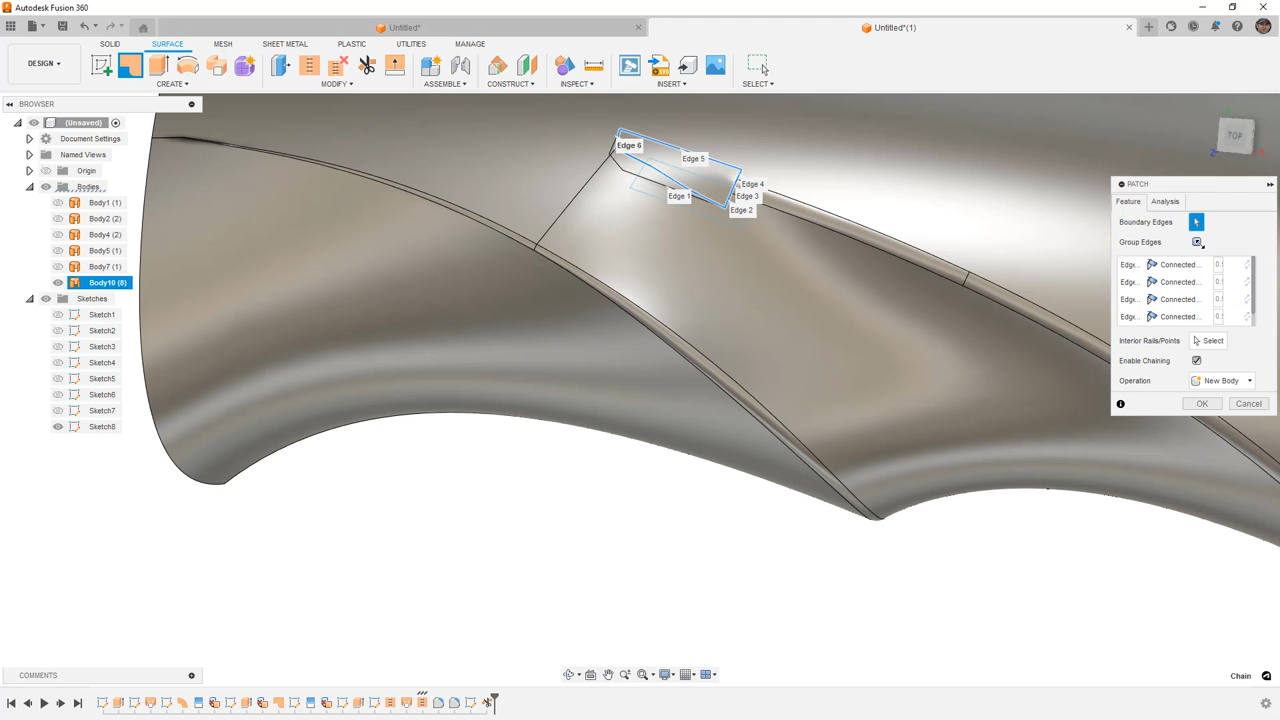 Autodesk Fusion 360
Untitled*
Untitled*(1)
SOLID
SURFACE
MESH
SHEET METAL
PLASTIC
UTILITIES
MANAGE
DESIGN
CREATE
MODIFY
ASSEMBLE
CONSTRUCT
INSPECT
INSERT
SELECT
BROWSER
(Unsaved)
Document Settings
Named Views
Origin
Bodies
Body1 (1)
Body2 (2)
Body4 (2)
Body5 (1)
Body7 (1)
Body10 (8)
Sketches
Sketch1
Sketch2
Sketch3
Sketch4
Sketch5
Sketch6
Sketch7
Sketch8
Edge 6
Edge 5
Edge 4
Edge 1
Edge 3
Edge 2
TOP
Z
PATCH
Feature
Analysis
Boundary Edges
Group Edges
Edg... Connected...
Edg... Connected...
Edg... Connected...
Edg... Connected...
Interior Rails/Points
Select
Enable Chaining
Operation
New Body
OK
Cancel
COMMENTS
Chain